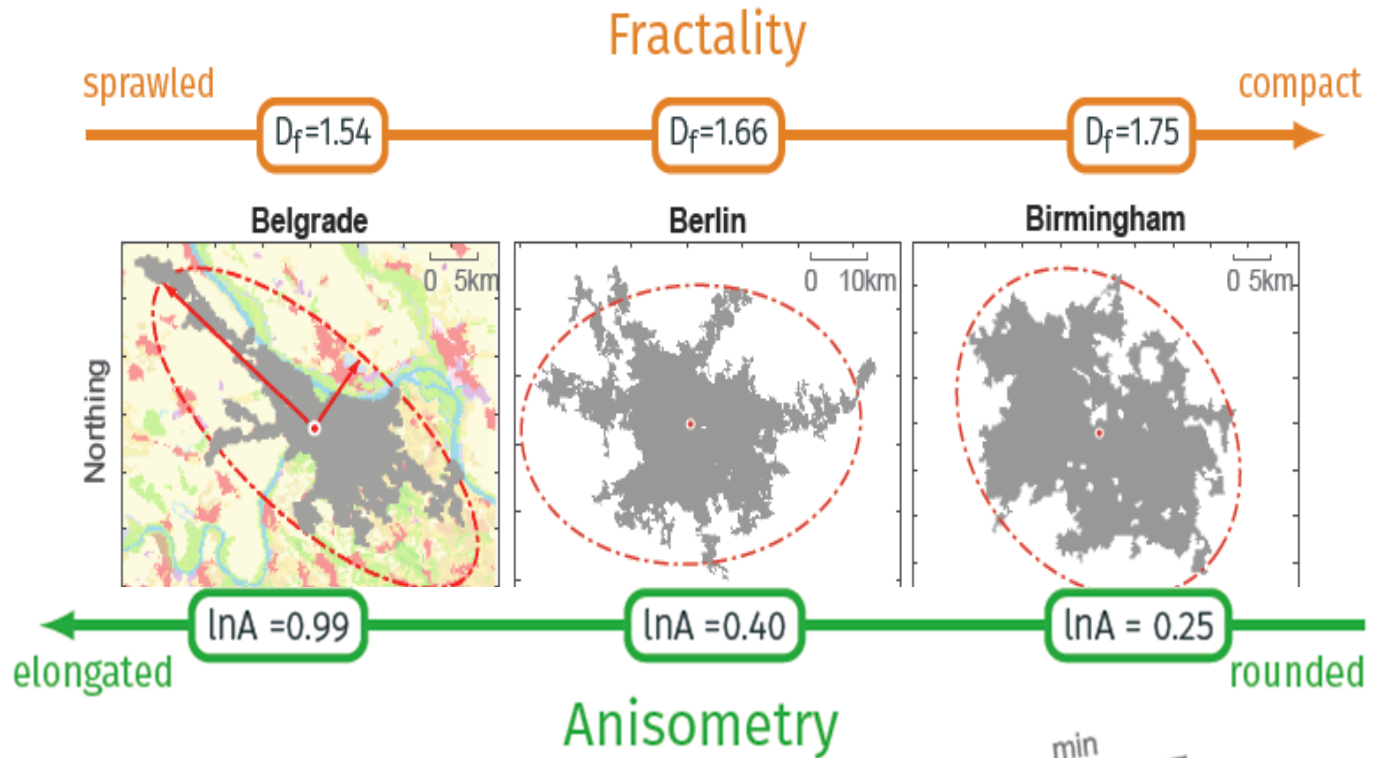 Fractality
sprawled
compact
Df=1.54
Df=1.66
Df=1.75
Belgrade
Berlin
Birmingham
0 5km
0 10km
0 5km
Northing
lnA =0.99
lnA =0.40
lnA = 0.25
elongated
rounded
Anisometry
min